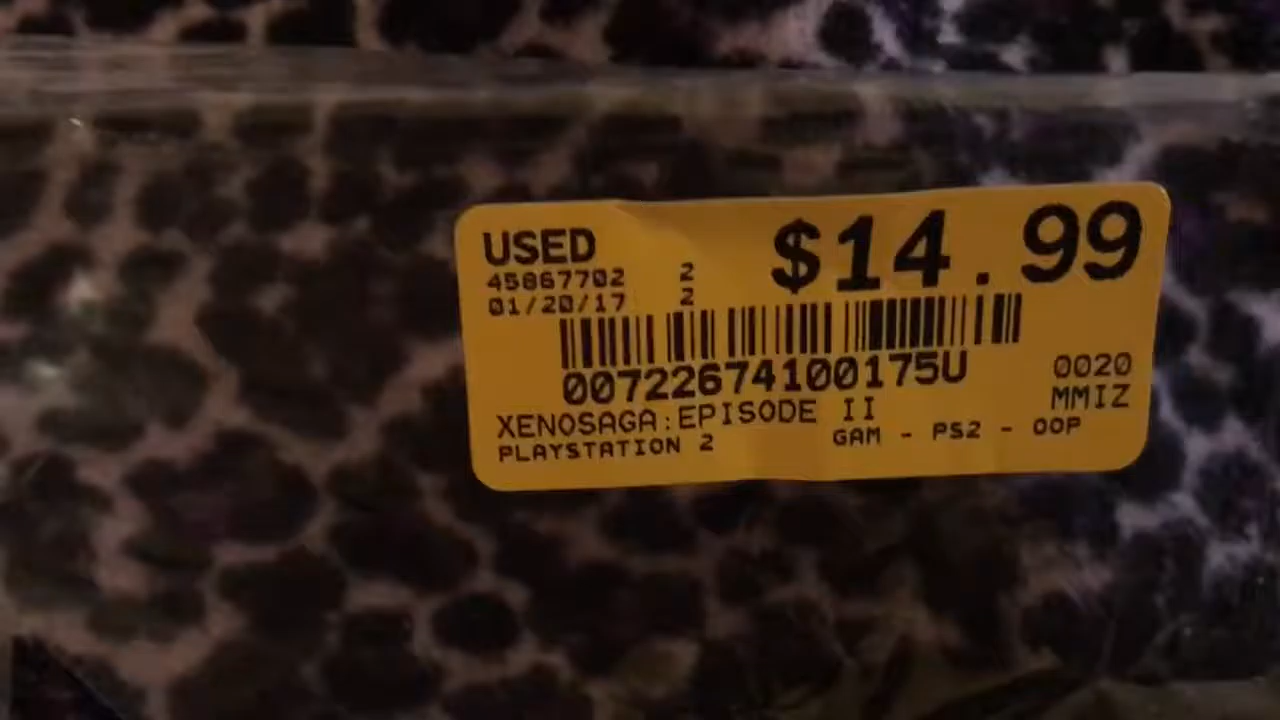 USED
$14.99
45867702 2
01/20/17 2
00722674100175U
0020
MMIZ
XENOSAGA:EPISODE II
PLAYSTATION 2
GAM - PS2 - OOP